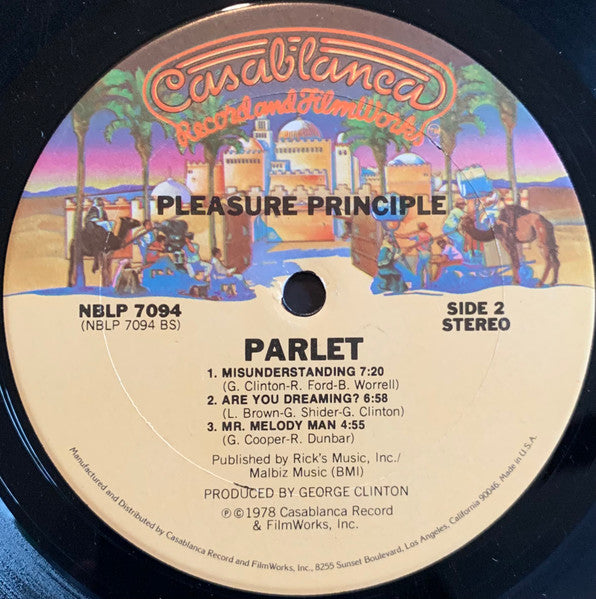 Casablanca
Record and FilmWorks
PLEASURE PRINCIPLE
NBLP 7094
(NBLP 7094 BS)
SIDE 2
STEREO
PARLET
1. MISUNDERSTANDING 7:20
(G. Clinton-R. Ford-B. Worrell)
2. ARE YOU DREAMING? 6:58
(L. Brown-G. Shider-G. Clinton)
3. MR. MELODY MAN 4:55
(G. Cooper-R. Dunbar)
Published by Rick's Music, Inc./
Malbiz Music (BMI)
PRODUCED BY GEORGE CLINTON
℗©1978 Casablanca Record
& FilmWorks, Inc.
Manufactured and Distributed by Casablanca Record and FilmWorks, Inc., 8255 Sunset Boulevard, Los Angeles, California 90046. Made in U.S.A.